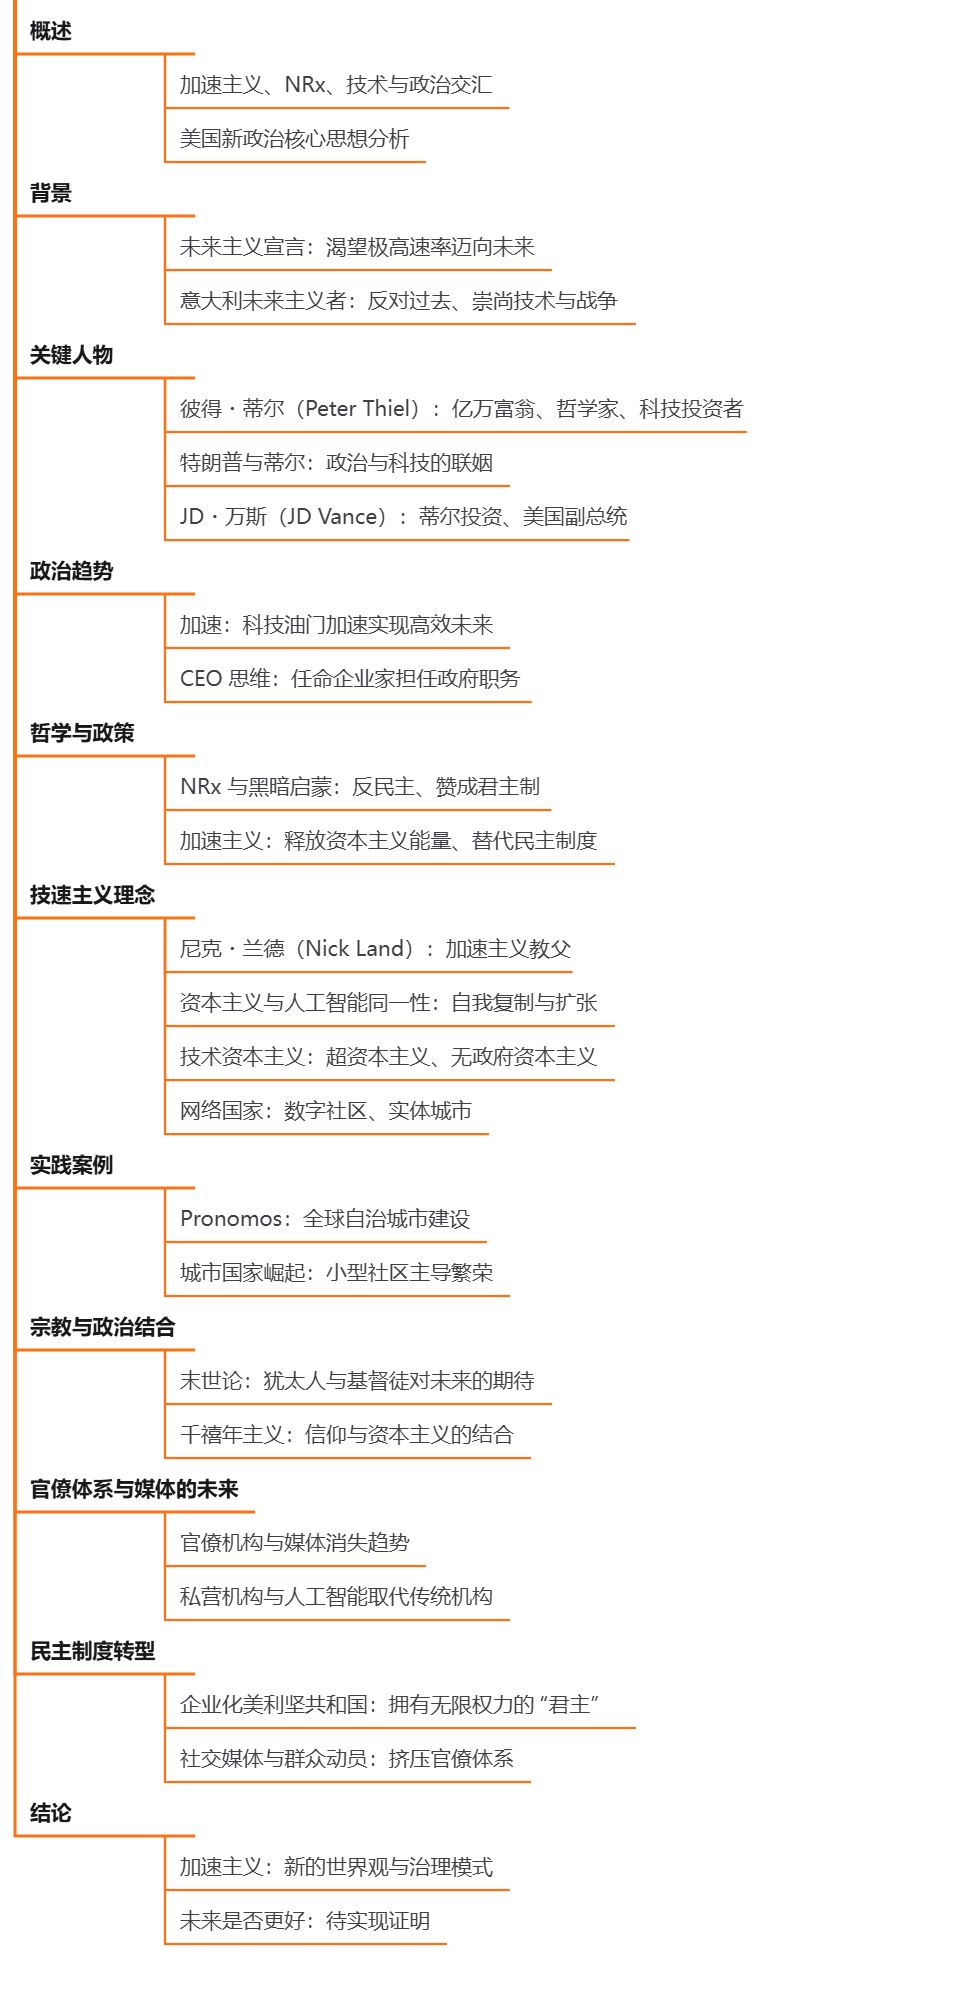 概述
加速主义、NRx、技术与政治交汇
美国新政治核心思想分析
背景
未来主义宣言：渴望极高速率迈向未来
意大利未来主义者：反对过去、崇尚技术与战争
关键人物
彼得・蒂尔（Peter Thiel）：亿万富翁、哲学家、科技投资者
特朗普与蒂尔：政治与科技的联姻
JD・万斯（JD Vance）：蒂尔投资、美国副总统
政治趋势
加速：科技油门加速实现高效未来
CEO 思维：任命企业家担任政府职务
哲学与政策
NRx 与黑暗启蒙：反民主、赞成君主制
加速主义：释放资本主义能量、替代民主制度
技速主义理念
尼克・兰德（Nick Land）：加速主义教父
资本主义与人工智能同一性：自我复制与扩张
技术资本主义：超资本主义、无政府资本主义
网络国家：数字社区、实体城市
实践案例
Pronomos：全球自治城市建设
城市国家崛起：小型社区主导繁荣
宗教与政治结合
末世论：犹太人与基督徒对未来的期待
千禧年主义：信仰与资本主义的结合
官僚体系与媒体的未来
官僚机构与媒体消失趋势
私营机构与人工智能取代传统机构
民主制度转型
企业化美利坚共和国：拥有无限权力的 “君主”
社交媒体与群众动员：挤压官僚体系
结论
加速主义：新的世界观与治理模式
未来是否更好：待实现证明